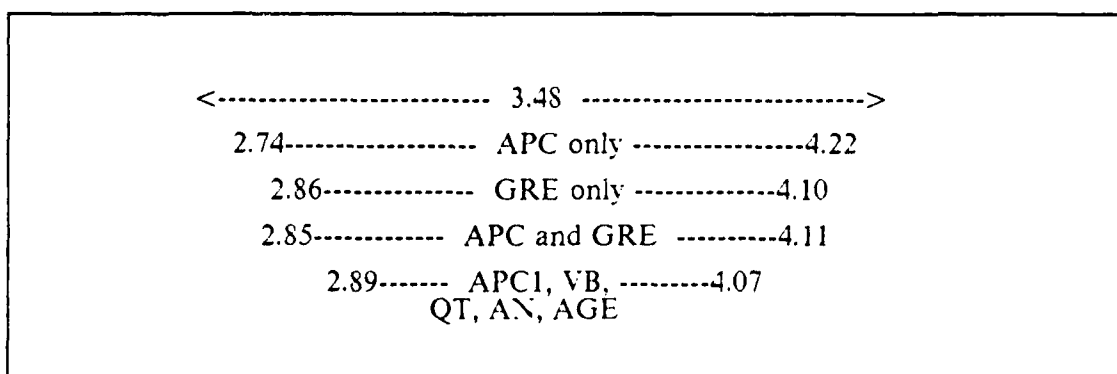 <-------------------------- 3.48 --------------------------->
2.74------------------ APC only ----------------4.22
2.86-------------- GRE only -------------4.10
2.85------------ APC and GRE ---------4.11
2.89------- APC1, VB, ---------4.07
QT, AN, AGE